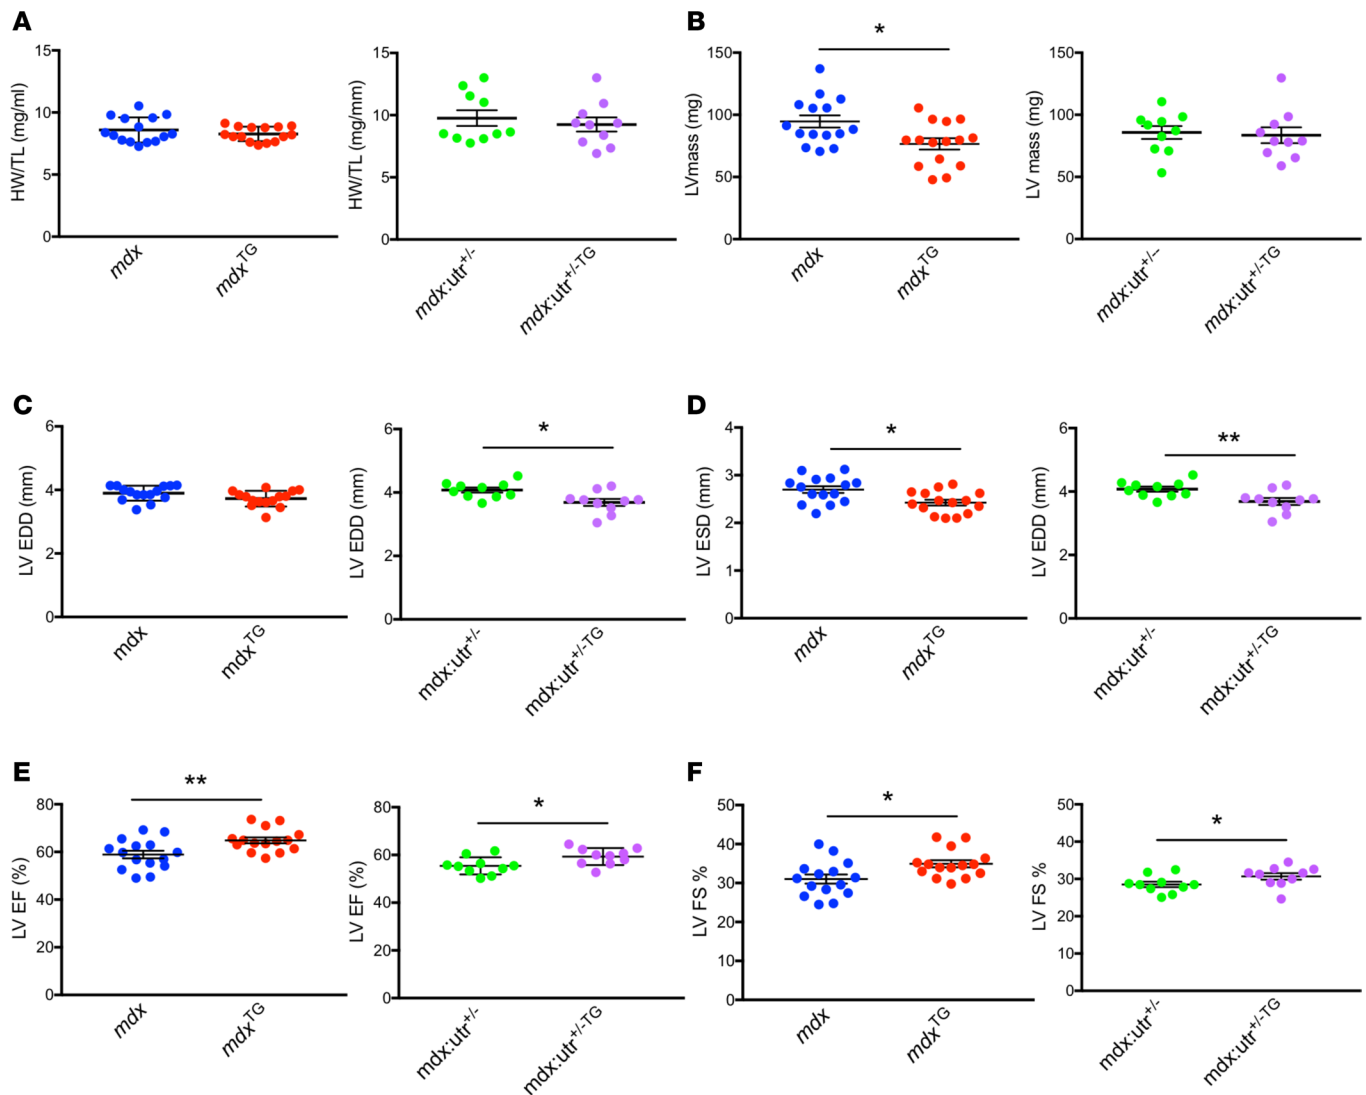 A
15
10
5
0
HW/TL (mg/ml)
mdx
mdxTG
15
10
5
0
HW/TL (mg/mm)
mdx:utr+/-
mdx:utr+/-TG
B
*
150
100
50
0
LVmass (mg)
mdx
mdxTG
150
100
50
0
LV mass (mg)
mdx:utr+/-
mdx:utr+/-TG
C
6
4
2
0
LV EDD (mm)
mdx
mdxTG
*
6
4
2
0
LV EDD (mm)
mdx:utr+/-
mdx:utr+/-TG
D
*
4
3
2
1
0
LV ESD (mm)
mdx
mdxTG
**
6
4
2
0
LV EDD (mm)
mdx:utr+/-
mdx:utr+/-TG
E
**
80
60
40
20
0
LV EF (%)
mdx
mdxTG
*
80
60
40
20
0
LV EF (%)
mdx:utr+/-
mdx:utr+/-TG
F
*
50
40
30
20
10
0
LV FS %
mdx
mdxTG
*
50
40
30
20
10
0
LV FS %
mdx:utr+/-
mdx:utr+/-TG